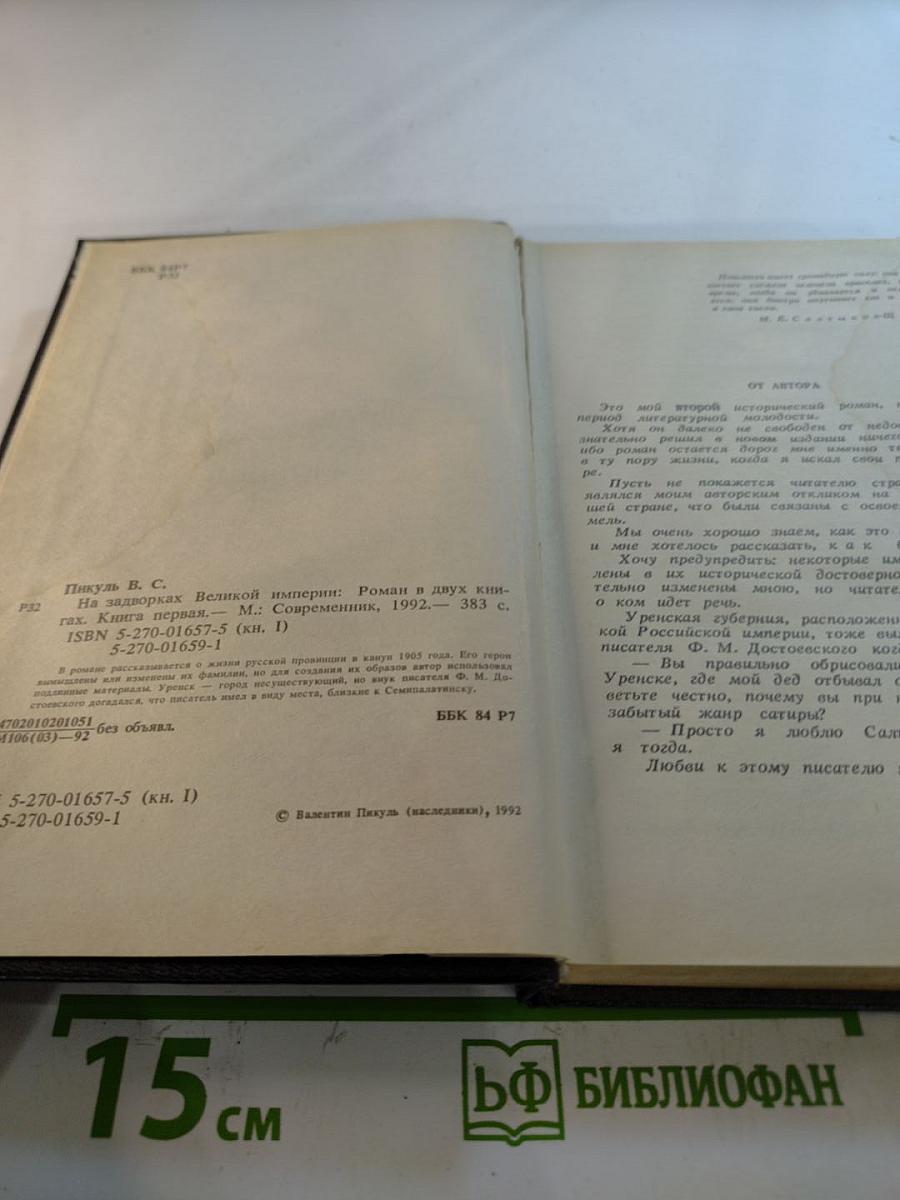 ББК 84Р7
Р32
Пикуль В. С.
Р32 На задворках Великой империи: Роман в двух кни-
гах. Книга первая.— М.: Современник, 1992.— 383 с.
ISBN 5-270-01657-5 (кн. I)
5-270-01659-1
В романе рассказывается о жизни русской провинции в канун 1905 года. Его герои
вымышлены или изменены их фамилии, но для создания их образов автор использовал
подлинные материалы. Уренск — город несуществующий, но внук писателя Ф. М. До-
стоевского догадался, что писатель имел в виду места, близкие к Семипалатинску.
4702010201051
М106(03)—92 без объявл.
ББК 84 Р7
5-270-01657-5 (кн. I)
5-270-01659-1
© Валентин Пикуль (наследники), 1992
М. Е. Салтыков-Щ
ОТ АВТОРА
Это мой второй исторический роман,
период литературной молодости.
Хотя он далеко не свободен от недо
знательно решил в новом издании ничег
ибо роман остается дорог мне именно
в ту пору жизни, когда я искал свои
ре.
Пусть не покажется читателю стра
являлся моим авторским откликом на
шей стране, что были связаны с освое
мель.
Мы очень хорошо знаем, как это
и мне хотелось рассказать, как
Хочу предупредить: некоторые им
лены в их исторической достоверно
тельно изменены мною, но читате
о ком идет речь.
Уренская губерния, расположен
кой Российской империи, тоже вы
писателя Ф. М. Достоевского ког
— Вы правильно обрисовали
Уренске, где мой дед отбывал
ветьте честно, почему вы при
забытый жанр сатиры?
— Просто я люблю Сал
я тогда.
Любви к этому писателю
15 см
БФ БИБЛИОФАН